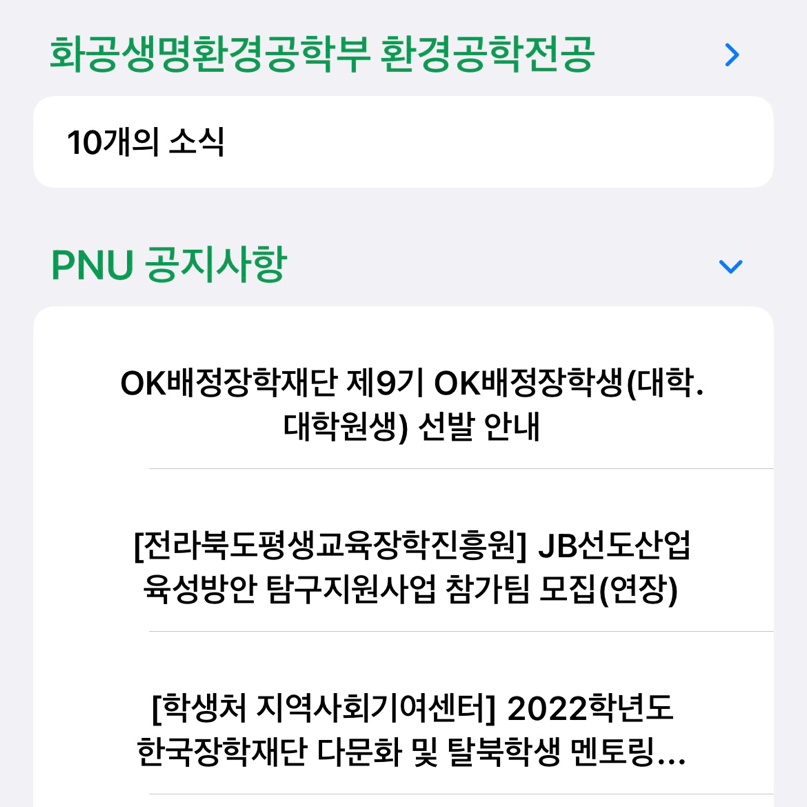 화공생명환경공학부 환경공학전공
10개의 소식
PNU 공지사항
OK배정장학재단 제9기 OK배정장학생(대학.
대학원생) 선발 안내
[전라북도평생교육장학진흥원] JB선도산업
육성방안 탐구지원사업 참가팀 모집(연장)
[학생처 지역사회기여센터] 2022학년도
한국장학재단 다문화 및 탈북학생 멘토링...